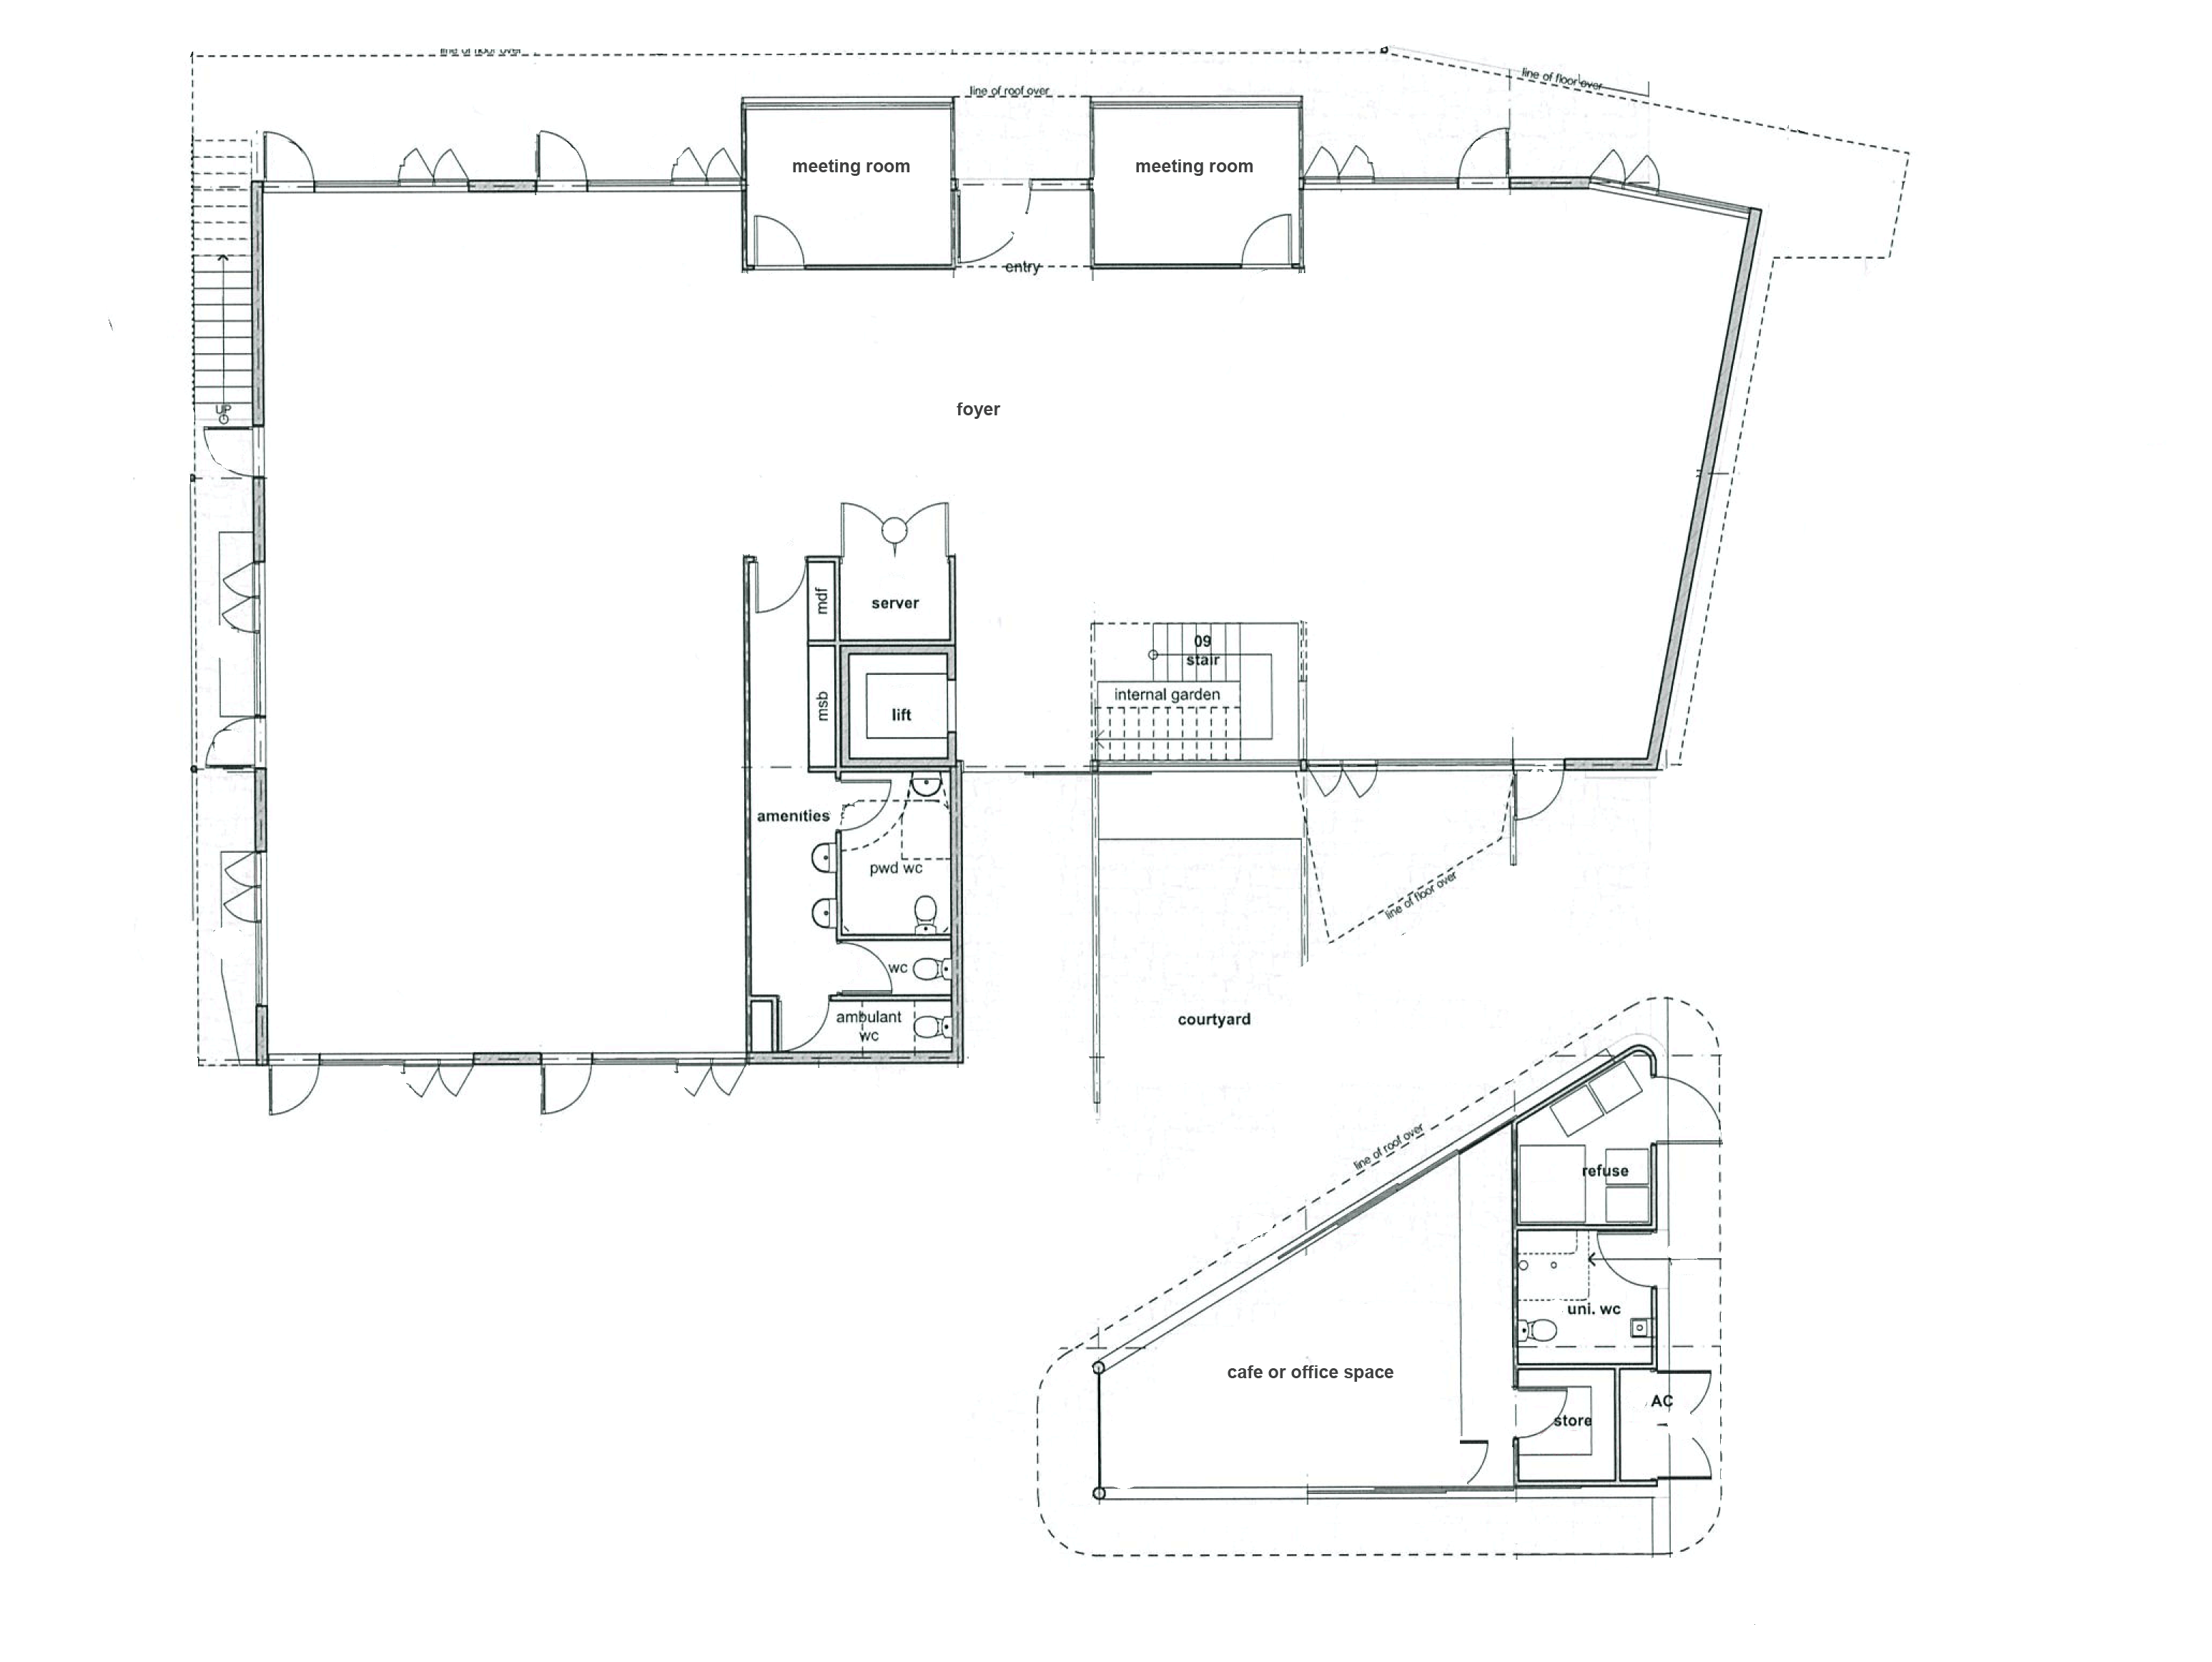 line of floor over
line of floor over
line of roof over
meeting room
meeting room
entry
foyer
UP
mdf
server
09
stair
internal garden
msb
lift
amenities
pwd wc
line of floor over
wc
ambulant
wc
courtyard
line of roof over
refuse
uni. wc
cafe or office space
AC
store